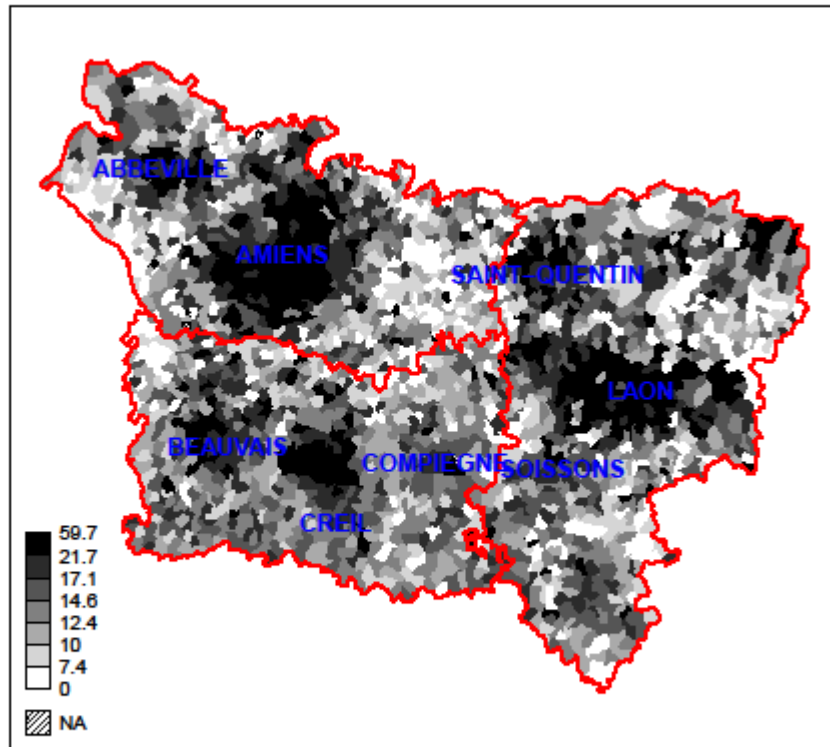 ABBEVILLE
AMIENS
SAINT–QUENTIN
LAON
BEAUVAIS
COMPIEGNE
SOISSONS
CREIL
59.7
21.7
17.1
14.6
12.4
10
7.4
0
NA